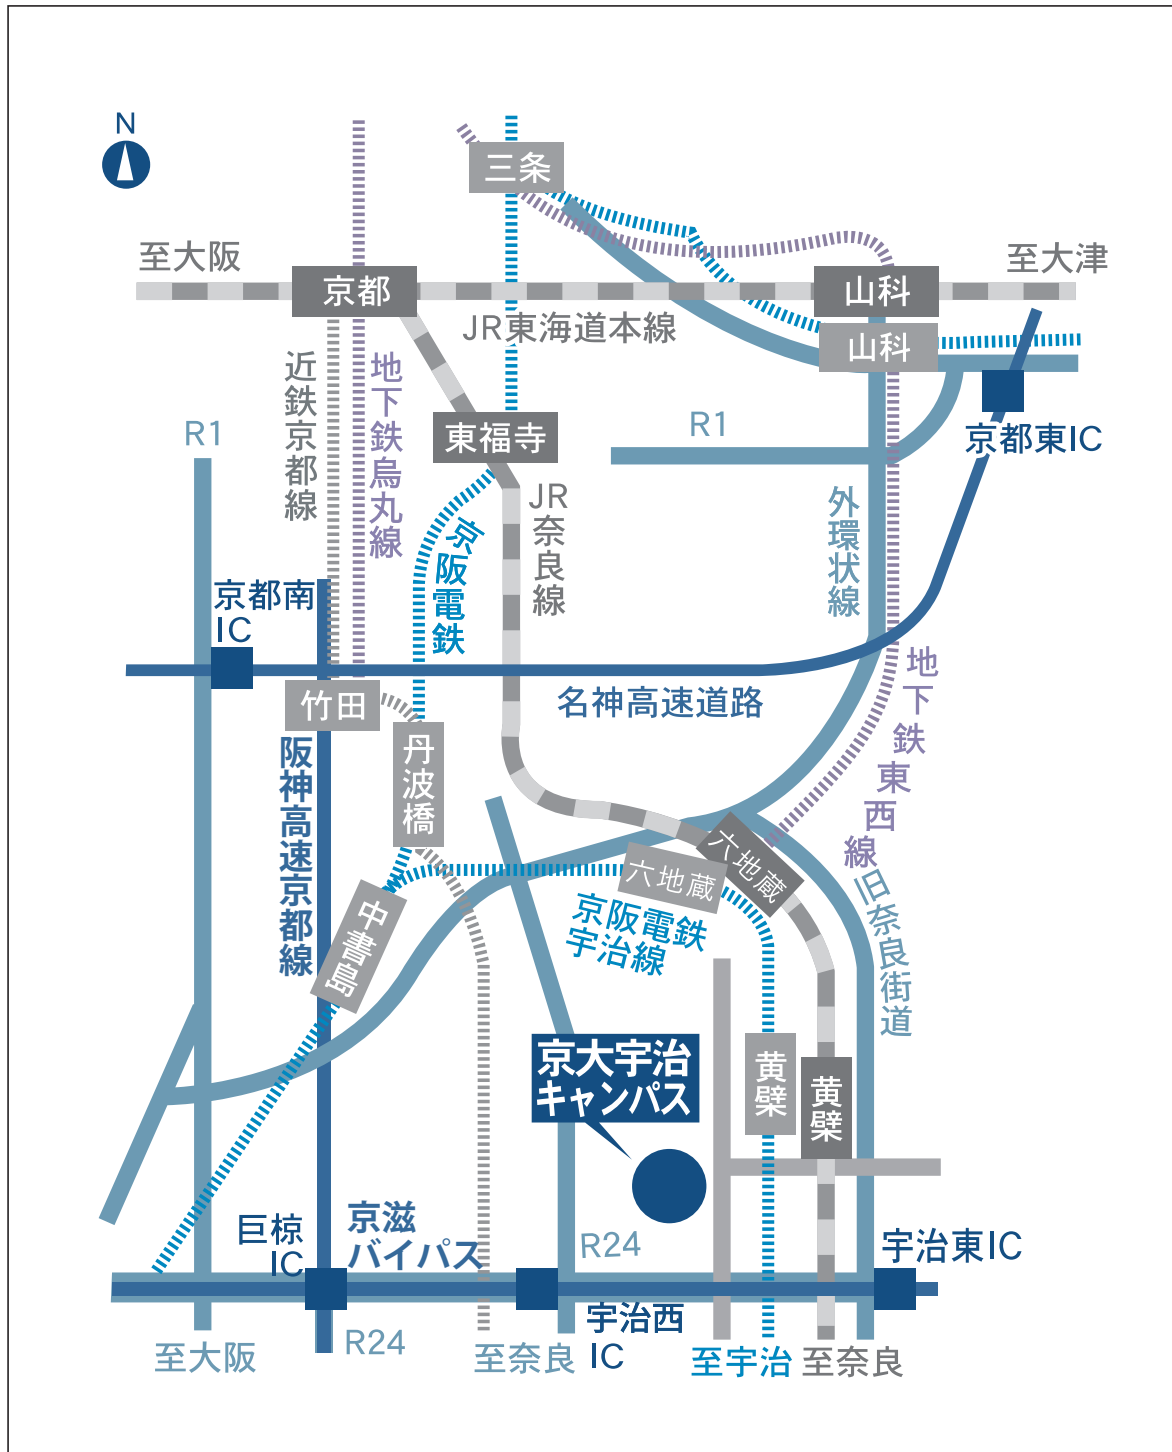 N
三条
至大阪
京都
山科
至大津
JR東海道本線
山科
近鉄京都線
地下鉄烏丸線
東福寺
R1
R1
京都東IC
JR奈良線
外環状線
京阪電鉄
京都南
IC
地下鉄東西線
竹田
名神高速道路
丹波橋
阪神高速京都線
六地蔵
六地蔵
旧奈良街道
中書島
京阪電鉄
宇治線
京大宇治
キャンパス
黄檗
黄檗
巨椋
IC
京滋
バイパス
R24
宇治東IC
宇治西
IC
R24
至大阪
至奈良
至宇治
至奈良